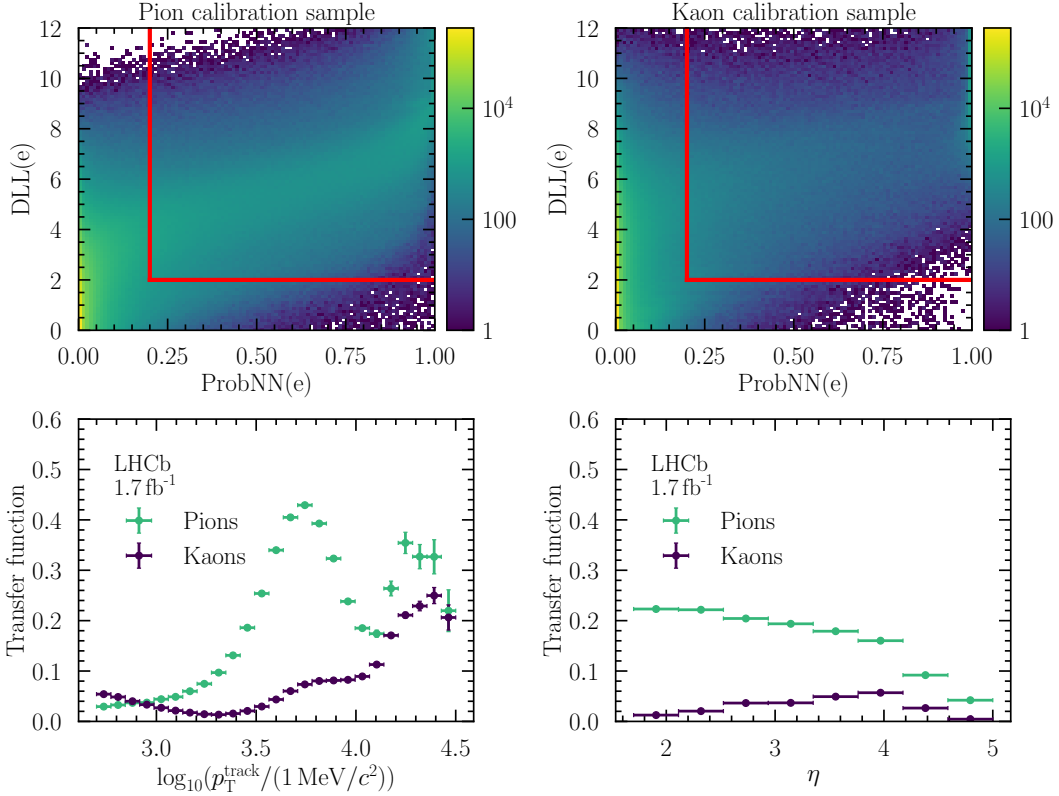 Pion calibration sample
12
10
8
6
4
2
0
DLL(e)
0.00 0.25 0.50 0.75 1.00
ProbNN(e)
10^4
100
1
Kaon calibration sample
12
10
8
6
4
2
0
DLL(e)
0.00 0.25 0.50 0.75 1.00
ProbNN(e)
10^4
100
1
0.6
0.5
0.4
0.3
0.2
0.1
0.0
Transfer function
LHCb
1.7 fb^-1
Pions
Kaons
3.0 3.5 4.0 4.5
log_10(p_T^track/(1 MeV/c^2))
0.6
0.5
0.4
0.3
0.2
0.1
0.0
Transfer function
LHCb
1.7 fb^-1
Pions
Kaons
2 3 4 5
η